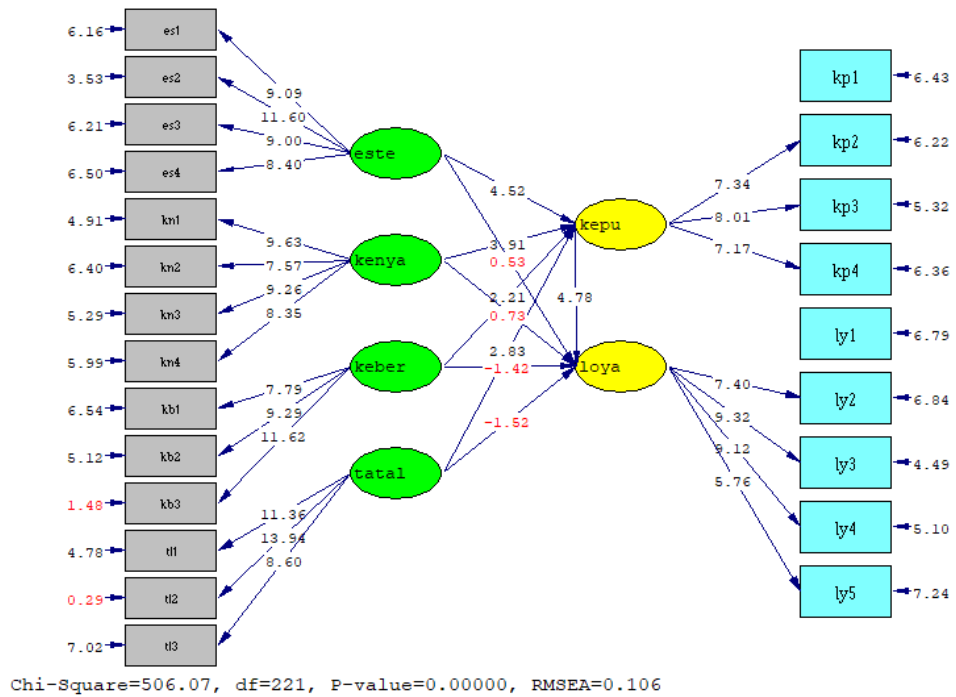 6.16 es1
3.53 es2
6.21 es3
6.50 es4
4.91 kn1
6.40 kn2
5.29 kn3
5.99 kn4
6.54 kb1
5.12 kb2
1.48 kb3
4.78 tl1
0.29 tl2
7.02 tl3
9.09
11.60
9.00
8.40
9.63
7.57
9.26
8.35
7.79
9.29
11.62
11.36
13.94
8.60
este
kenya
keber
tatal
4.52
3.91
0.53
2.21
0.73
2.83
-1.42
-1.52
4.78
kepu
loya
7.34
8.01
7.17
7.40
9.32
9.12
5.76
kp1 6.43
kp2 6.22
kp3 5.32
kp4 6.36
ly1 6.79
ly2 6.84
ly3 4.49
ly4 5.10
ly5 7.24
Chi-Square=506.07, df=221, P-value=0.00000, RMSEA=0.106